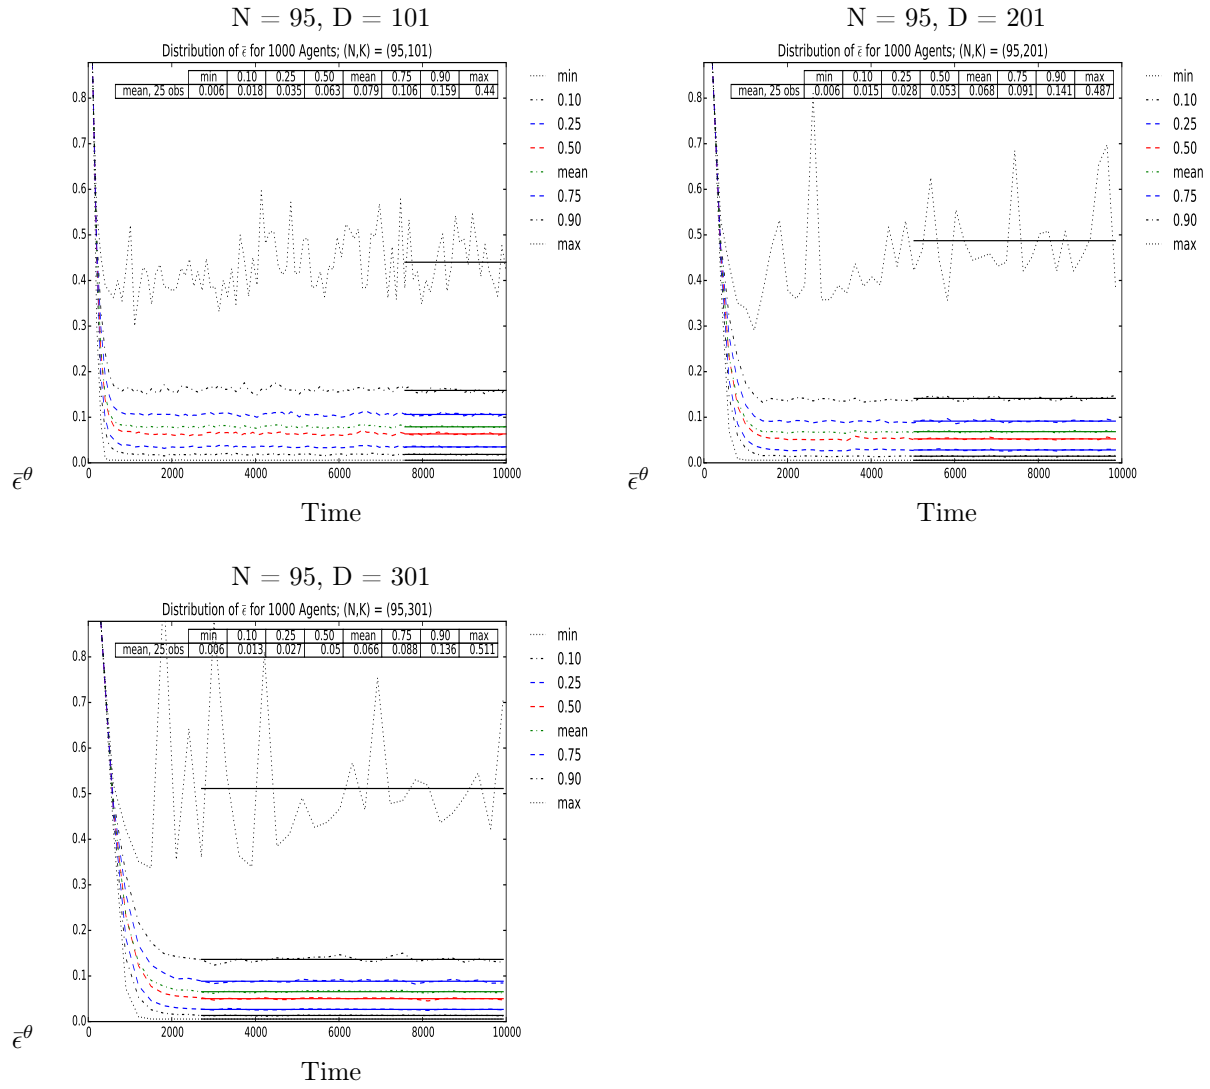 N = 95, D = 101
Distribution of ε̄ for 1000 Agents; (N,K) = (95,101)
min 0.10 0.25 0.50 mean 0.75 0.90 max
mean, 25 obs 0.006 0.018 0.035 0.063 0.079 0.106 0.159 0.44
0.8
0.7
0.6
0.5
0.4
0.3
0.2
0.1
0.0
0 2000 4000 6000 8000 10000
min
0.10
0.25
0.50
mean
0.75
0.90
max
ε̄^θ
Time
N = 95, D = 201
Distribution of ε̄ for 1000 Agents; (N,K) = (95,201)
min 0.10 0.25 0.50 mean 0.75 0.90 max
mean, 25 obs 0.006 0.015 0.028 0.053 0.068 0.091 0.141 0.487
0.8
0.7
0.6
0.5
0.4
0.3
0.2
0.1
0.0
0 2000 4000 6000 8000 10000
min
0.10
0.25
0.50
mean
0.75
0.90
max
ε̄^θ
Time
N = 95, D = 301
Distribution of ε̄ for 1000 Agents; (N,K) = (95,301)
min 0.10 0.25 0.50 mean 0.75 0.90 max
mean, 25 obs 0.006 0.013 0.027 0.05 0.066 0.088 0.136 0.511
0.8
0.7
0.6
0.5
0.4
0.3
0.2
0.1
0.0
0 2000 4000 6000 8000 10000
min
0.10
0.25
0.50
mean
0.75
0.90
max
ε̄^θ
Time